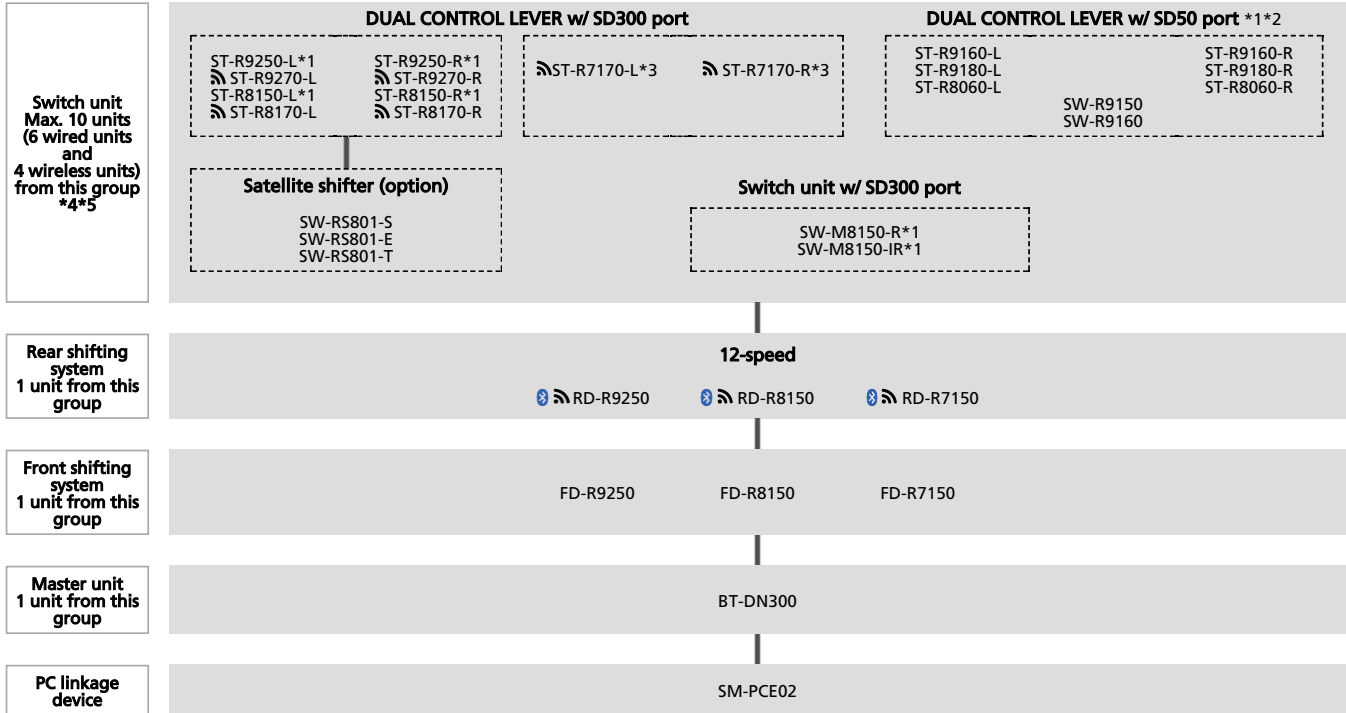 DUAL CONTROL LEVER w/ SD300 port
DUAL CONTROL LEVER w/ SD50 port *1*2
Switch unit
Max. 10 units
(6 wired units
and
4 wireless units)
from this group
*4*5
ST-R9250-L*1
ST-R9270-L
ST-R8150-L*1
ST-R8170-L
ST-R9250-R*1
ST-R9270-R
ST-R8150-R*1
ST-R8170-R
ST-R7170-L*3
ST-R7170-R*3
ST-R9160-L
ST-R9180-L
ST-R8060-L
SW-R9150
SW-R9160
ST-R9160-R
ST-R9180-R
ST-R8060-R
Satellite shifter (option)
SW-RS801-S
SW-RS801-E
SW-RS801-T
Switch unit w/ SD300 port
SW-M8150-R*1
SW-M8150-IR*1
Rear shifting
system
1 unit from this
group
12-speed
RD-R9250
RD-R8150
RD-R7150
Front shifting
system
1 unit from this
group
FD-R9250
FD-R8150
FD-R7150
Master unit
1 unit from this
group
BT-DN300
PC linkage
device
SM-PCE02